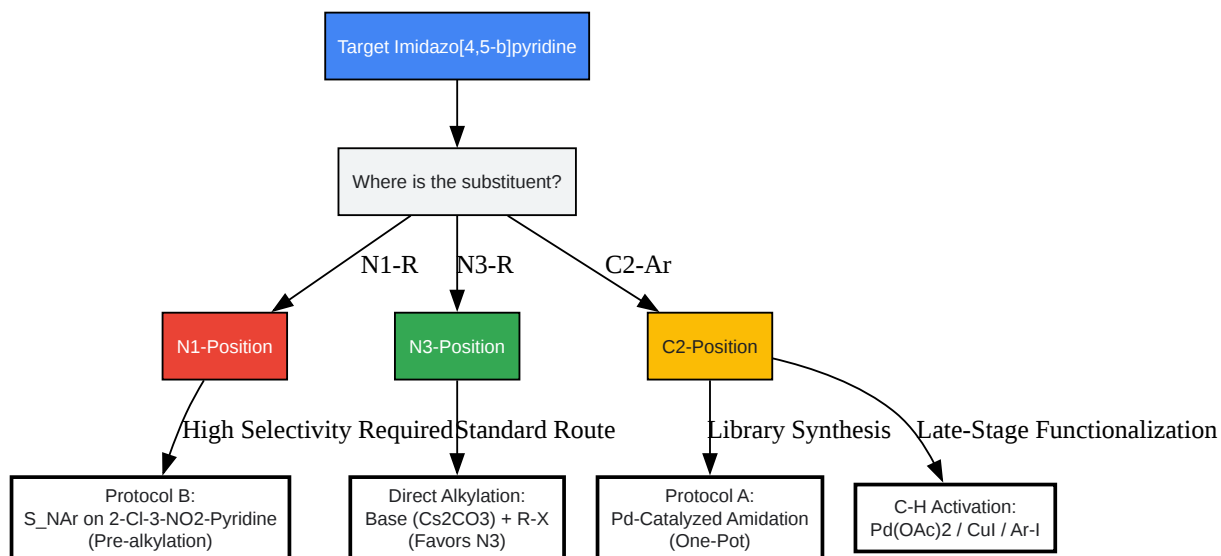 Target Imidazo[4,5-b]pyridine
Where is the substituent?
N1-R
N3-R
C2-Ar
N1-Position
N3-Position
C2-Position
High Selectivity Required
Standard Route
Library Synthesis
Late-Stage Functionalization
Protocol B:
S_NAr on 2-Cl-3-NO2-Pyridine
(Pre-alkylation)
Direct Alkylation:
Base (Cs2CO3) + R-X
(Favors N3)
Protocol A:
Pd-Catalyzed Amidation
(One-Pot)
C-H Activation:
Pd(OAc)2 / CuI / Ar-I